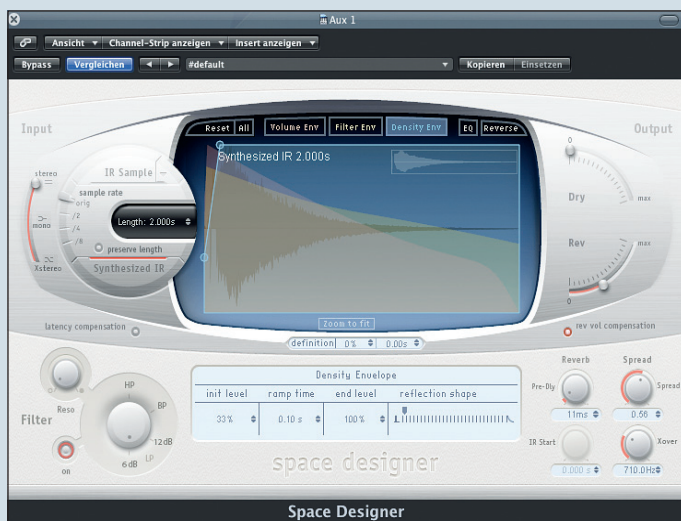 Aux 1
Ansicht Channel-Strip anzeigen Insert anzeigen
Bypass Vergleichen #default Kopieren Einsetzen
Reset All Volume Env Filter Env Density Env EQ Reverse
Input
Output
Synthesized IR 2.000s
IR Sample
stereo
sample rate
orig
/2
/4
/8
mono
Length: 2.000s
preserve length
Xstereo
Synthesized IR
0
Dry
max
Rev
max
0
Zoom to fit
latency compensation
definition 0% 0.00s
rev vol compensation
Density Envelope
init level ramp time end level reflection shape
33% 0.10 s 100%
Reso
HP
BP
12dB
LP
6dB
Filter
on
Reverb Spread
Pre-Dly
Spread
11ms 0.56
IR Start
Xover
0.000 s 710.0Hz
space designer
Space Designer